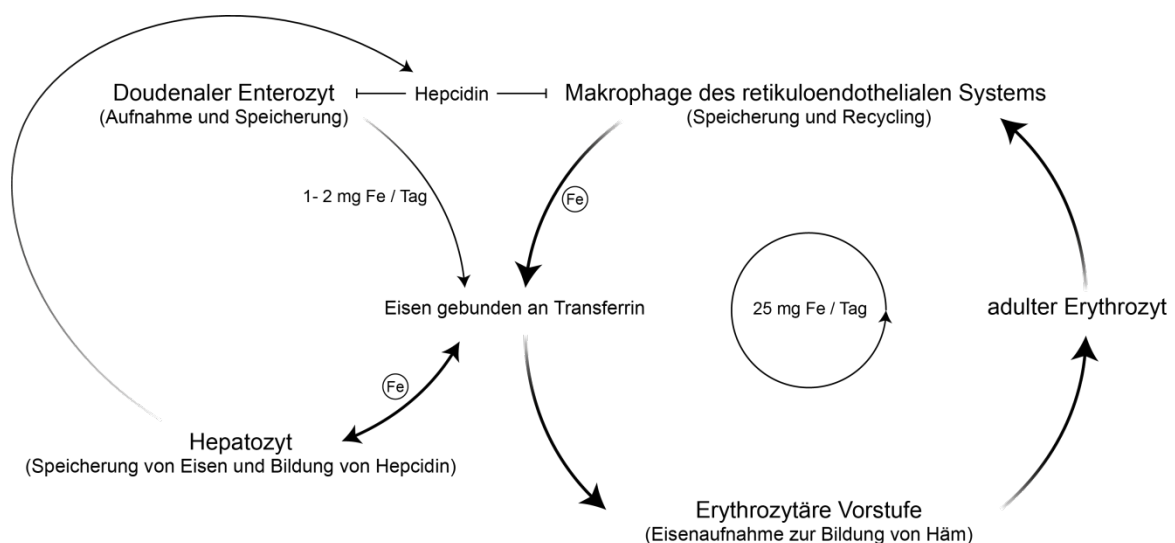 Doudenaler Enterozyt
(Aufnahme und Speicherung)
Hepcidin
Makrophage des retikuloendothelialen Systems
(Speicherung und Recycling)
1- 2 mg Fe / Tag
Fe
Eisen gebunden an Transferrin
25 mg Fe / Tag
adulter Erythrozyt
Fe
Hepatozyt
(Speicherung von Eisen und Bildung von Hepcidin)
Erythrozytäre Vorstufe
(Eisenaufnahme zur Bildung von Häm)